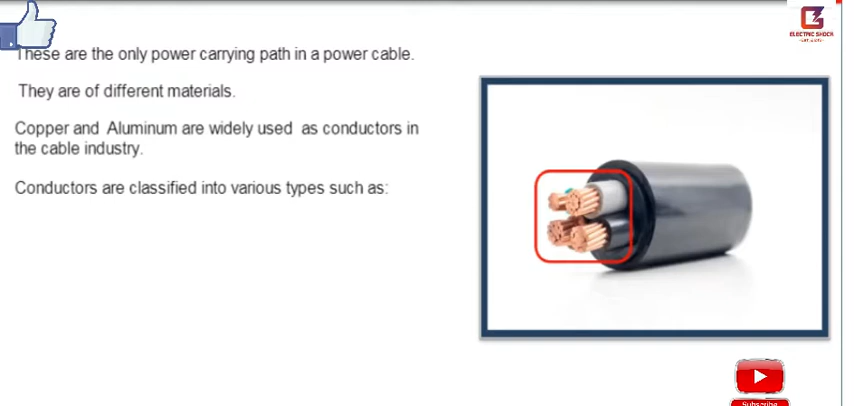 These are the only power carrying path in a power cable.
They are of different materials.
Copper and Aluminum are widely used as conductors in
the cable industry.
Conductors are classified into various types such as:
ELECTRIC SHOCK
Subscribe